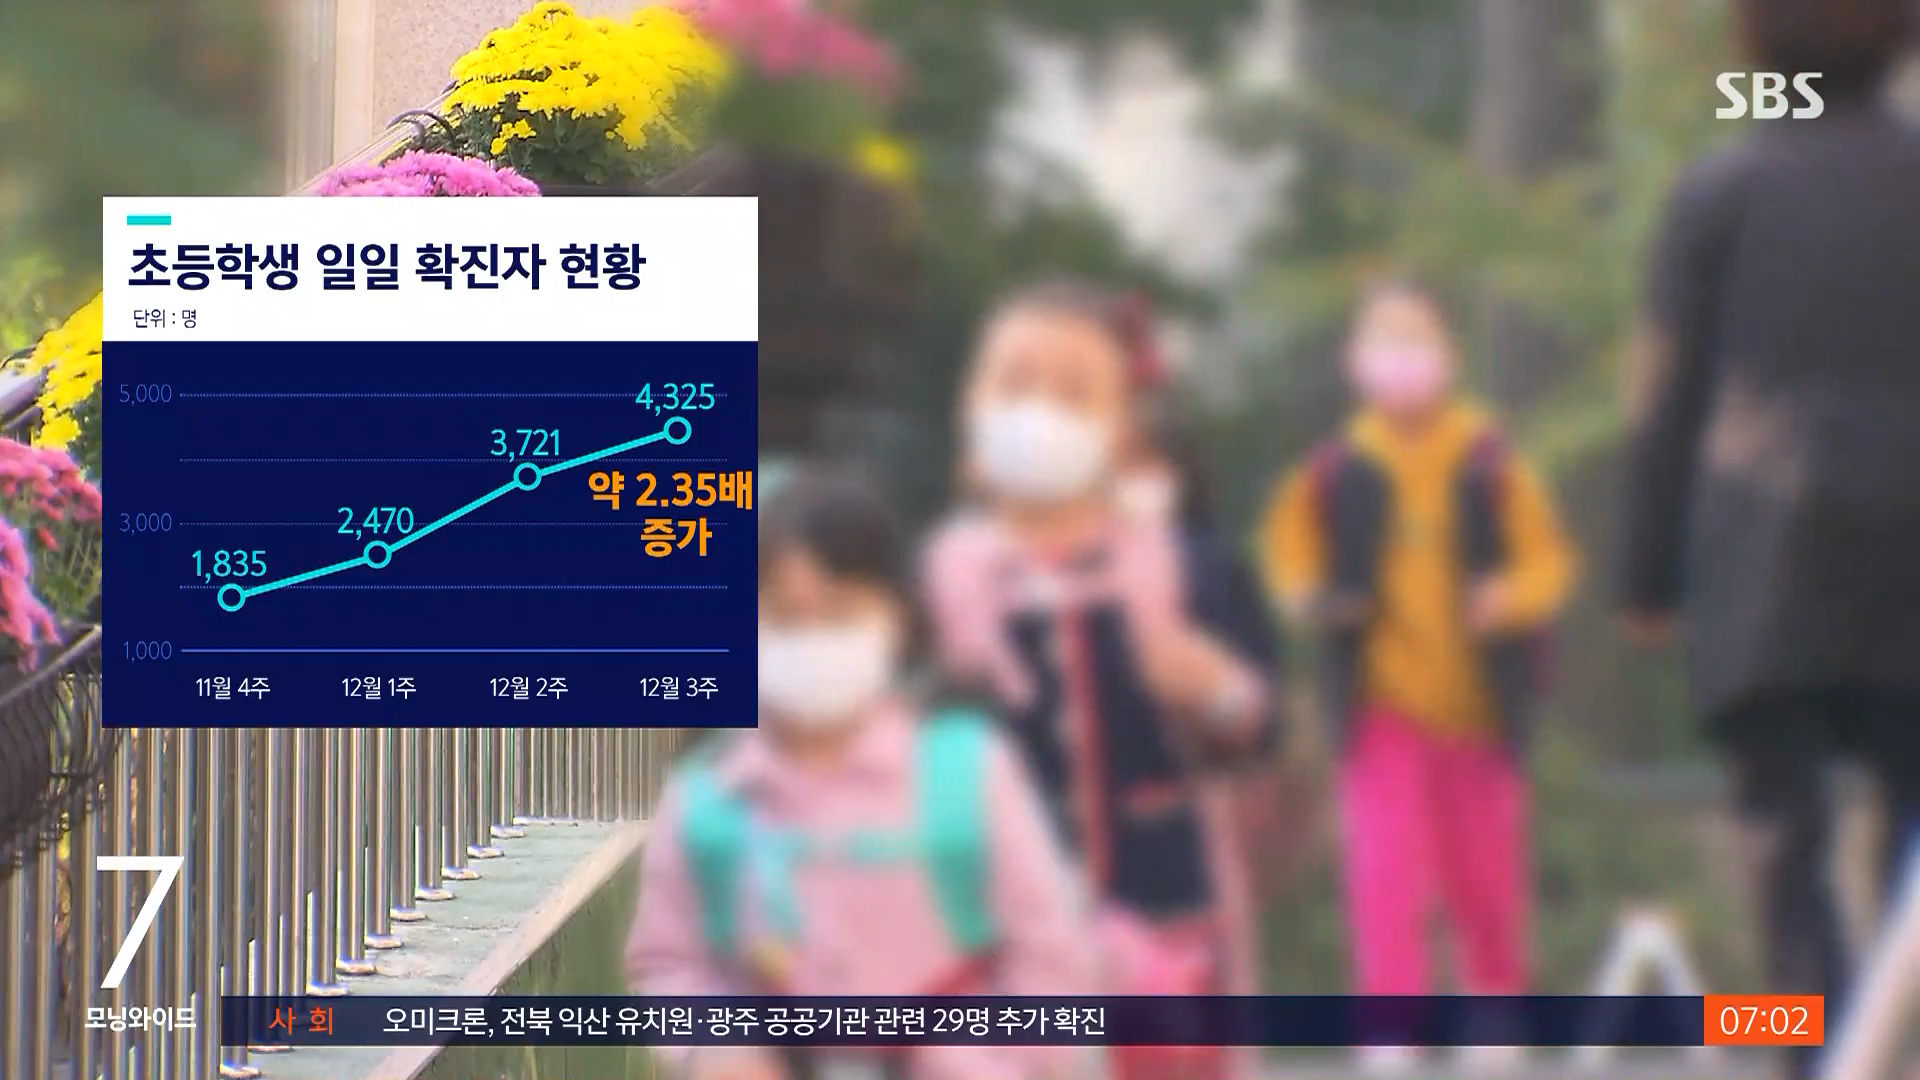 SBS
초등학생 일일 확진자 현황
단위 : 명
5,000
3,000
1,000
1,835
2,470
3,721
4,325
약 2.35배
증가
11월 4주
12월 1주
12월 2주
12월 3주
7
모닝와이드
사 회
오미크론, 전북 익산 유치원·광주 공공기관 관련 29명 추가 확진
07:02